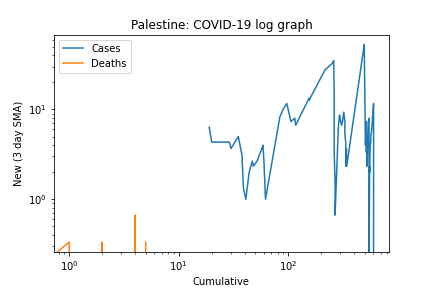 Palestine: COVID-19 log graph
Cases
Deaths
New (3 day SMA)
10¹
10⁰
10⁰ 10¹ 10²
Cumulative